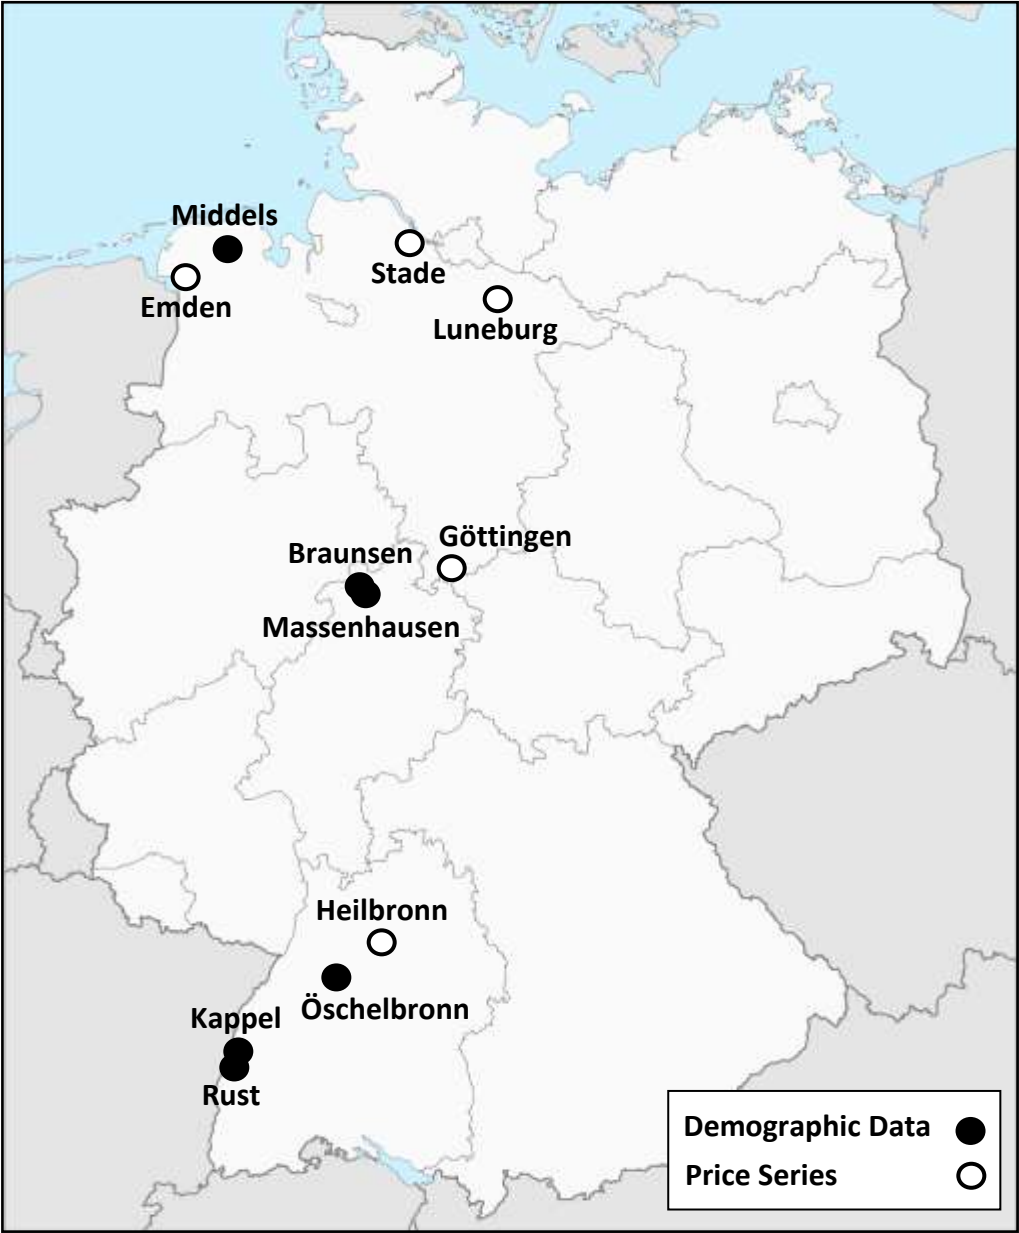 Middels
Stade
Emden
Luneburg
Göttingen
Braunsen
Massenhausen
Heilbronn
Öschelbronn
Kappel
Rust
Demographic Data
Price Series